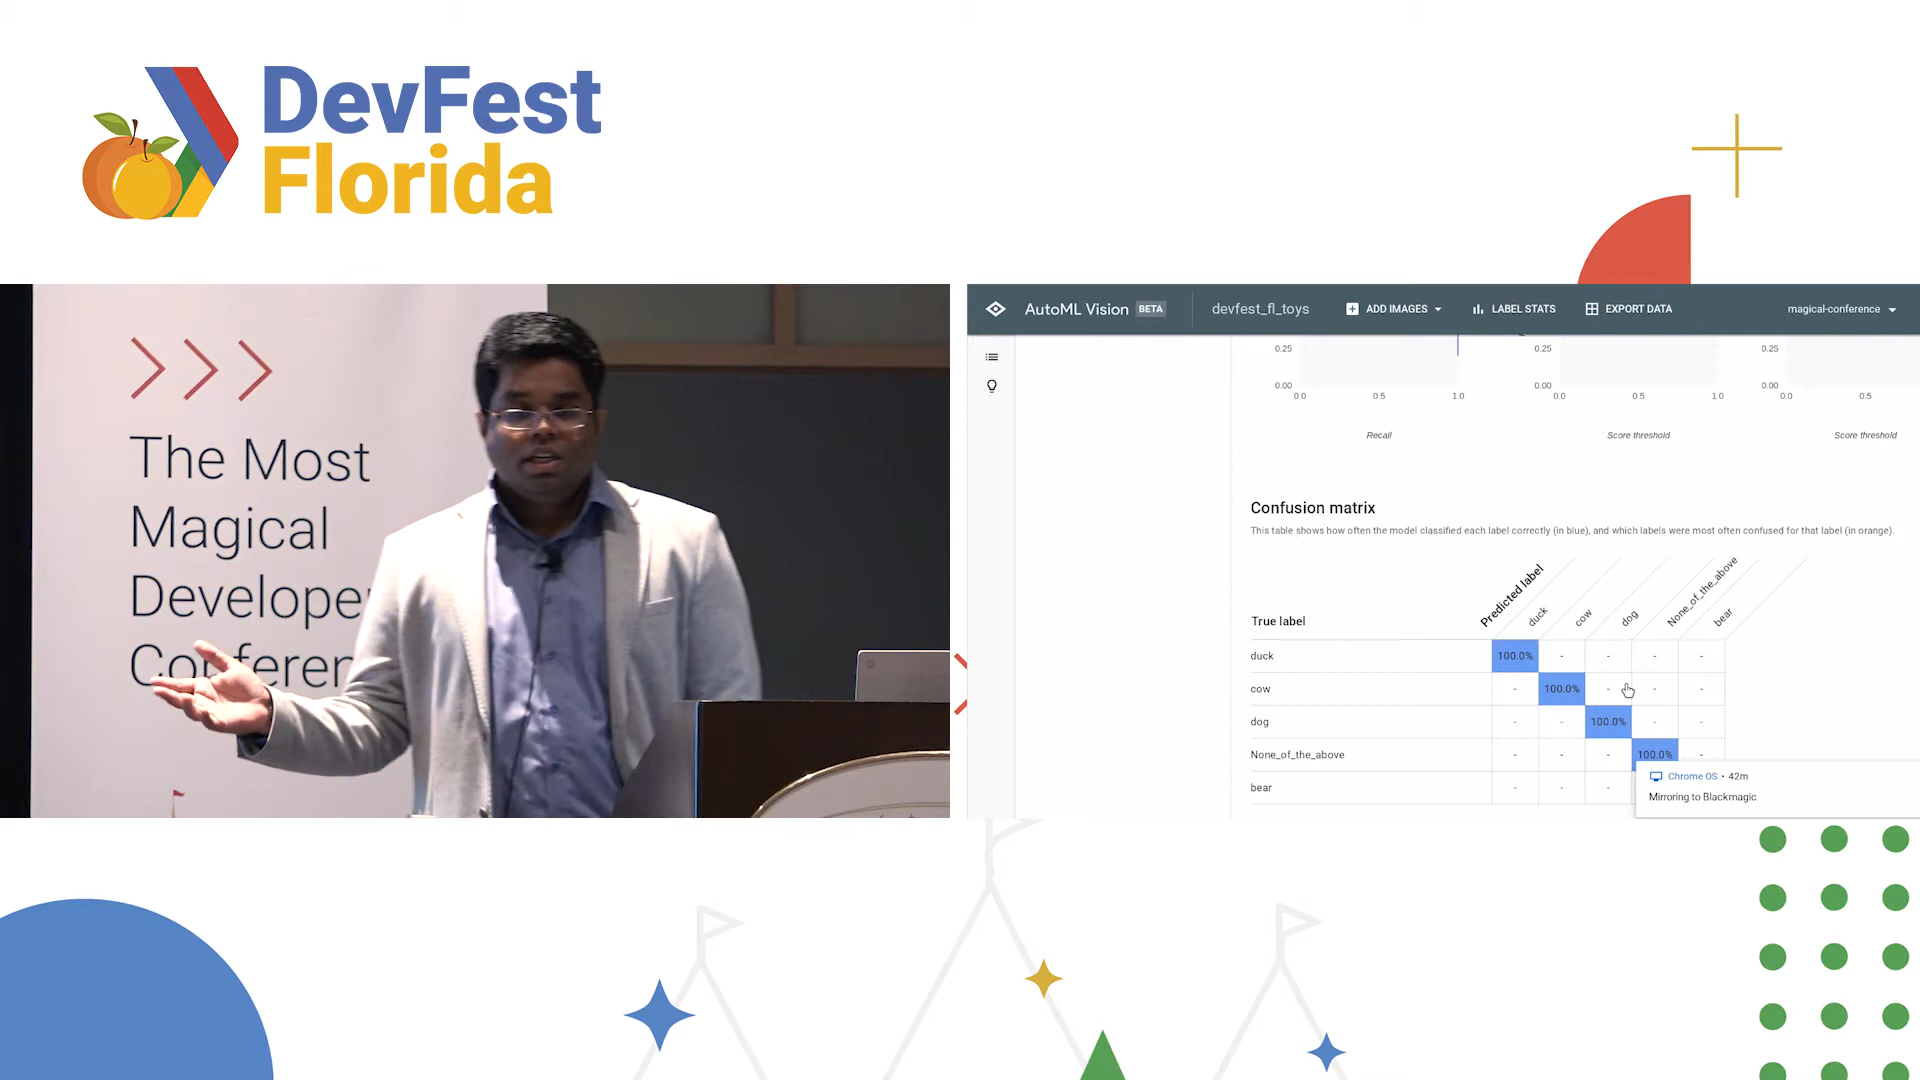 DevFest
Florida
The Most
Magical
Develope
Conferen
AutoML Vision BETA devfest_fl_toys ADD IMAGES LABEL STATS EXPORT DATA magical-conference
0.25 0.25 0.25
0.00 0.00 0.00
0.0 0.5 1.0 0.0 0.5 1.0 0.0 0.5
Recall Score threshold Score threshold
Confusion matrix
This table shows how often the model classified each label correctly (in blue), and which labels were most often confused for that label (in orange).
True label Predicted label duck cow dog None_of_the_above bear
duck 100.0% - - - -
cow - 100.0% - - -
dog - - 100.0% - -
None_of_the_above - - - 100.0% -
bear - - -
Chrome OS • 42m
Mirroring to Blackmagic